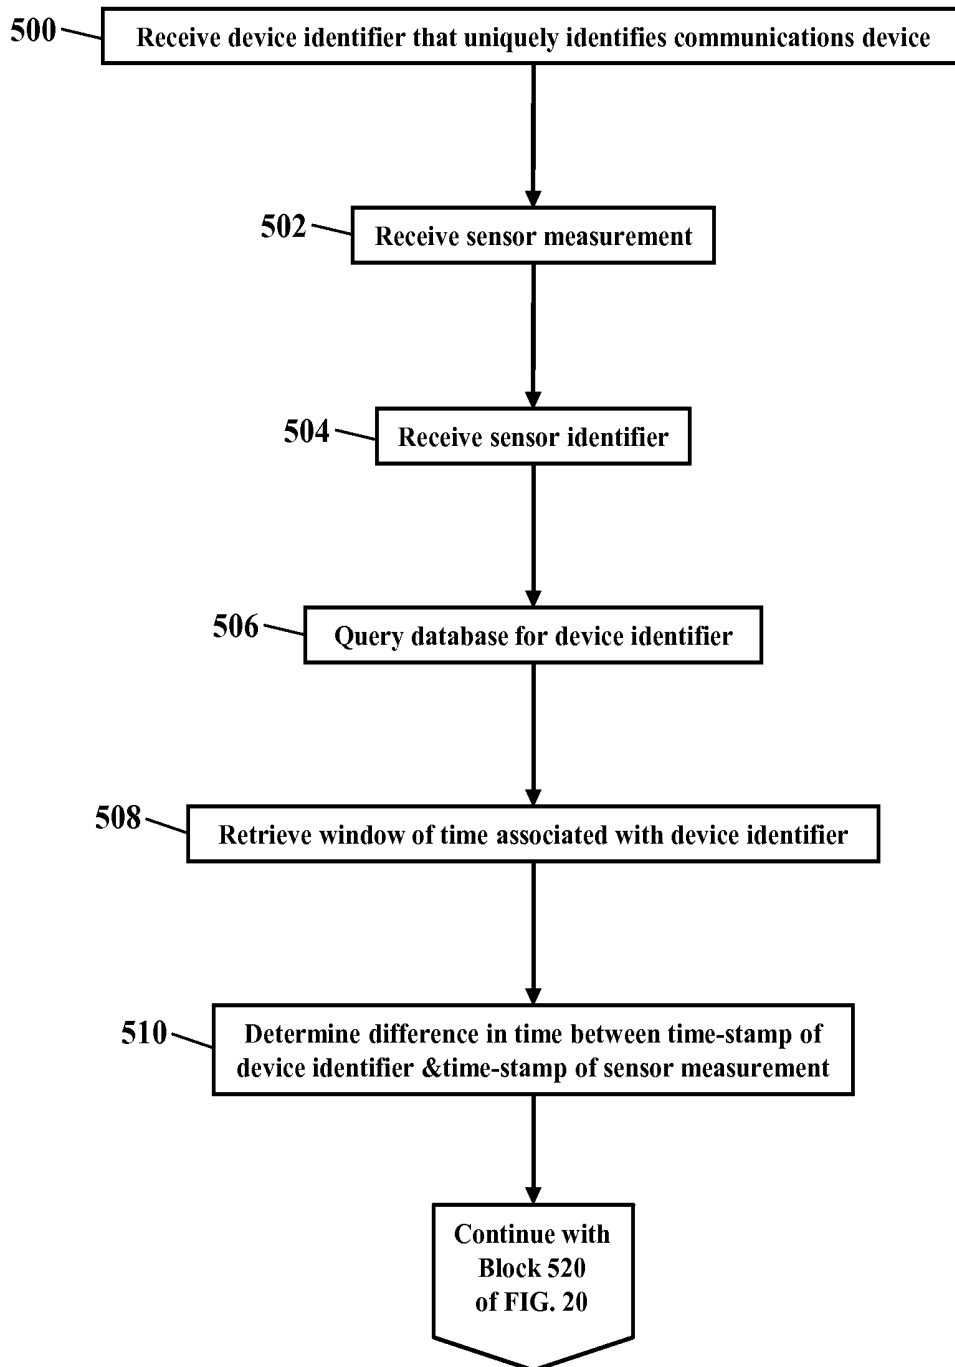 500
Receive device identifier that uniquely identifies communications device
502
Receive sensor measurement
504
Receive sensor identifier
506
Query database for device identifier
508
Retrieve window of time associated with device identifier
510
Determine difference in time between time-stamp of
device identifier &time-stamp of sensor measurement
Continue with
Block 520
of FIG. 20